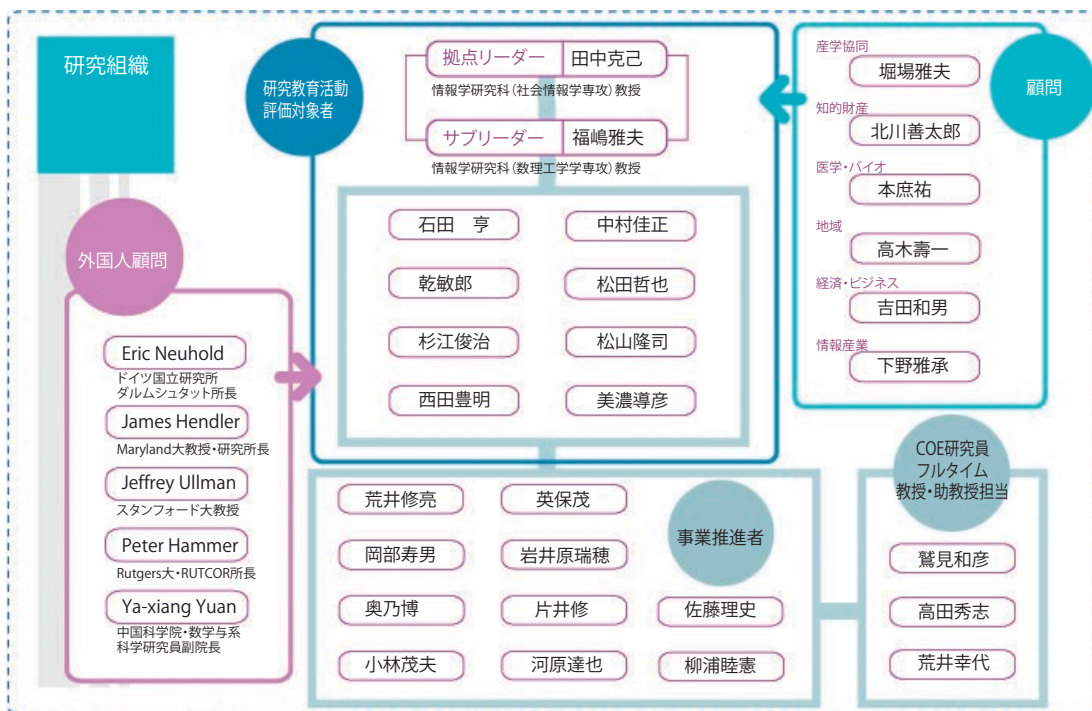 研究組織
研究教育活動
評価対象者
拠点リーダー 田中克己
情報学研究科(社会情報学専攻)教授
サブリーダー 福嶋雅夫
情報学研究科(数理工学学専攻)教授
石田 亨
中村佳正
乾敏郎
松田哲也
杉江俊治
松山隆司
西田豊明
美濃導彦
顧問
産学協同
堀場雅夫
知的財産
北川善太郎
医学・バイオ
本庶祐
地域
高木壽一
経済・ビジネス
吉田和男
情報産業
下野雅承
外国人顧問
Eric Neuhold
ドイツ国立研究所
ダルムシュタット所長
James Hendler
Maryland大教授・研究所長
Jeffrey Ullman
スタンフォード大教授
Peter Hammer
Rutgers大・RUTCOR所長
Ya-xiang Yuan
中国科学院・数学与系
科学研究員副院長
事業推進者
荒井修亮
英保茂
岡部寿男
岩井原瑞穂
奥乃博
片井修
佐藤理史
小林茂夫
河原達也
柳浦睦憲
COE研究員
フルタイム
教授・助教授担当
鷲見和彦
高田秀志
荒井幸代